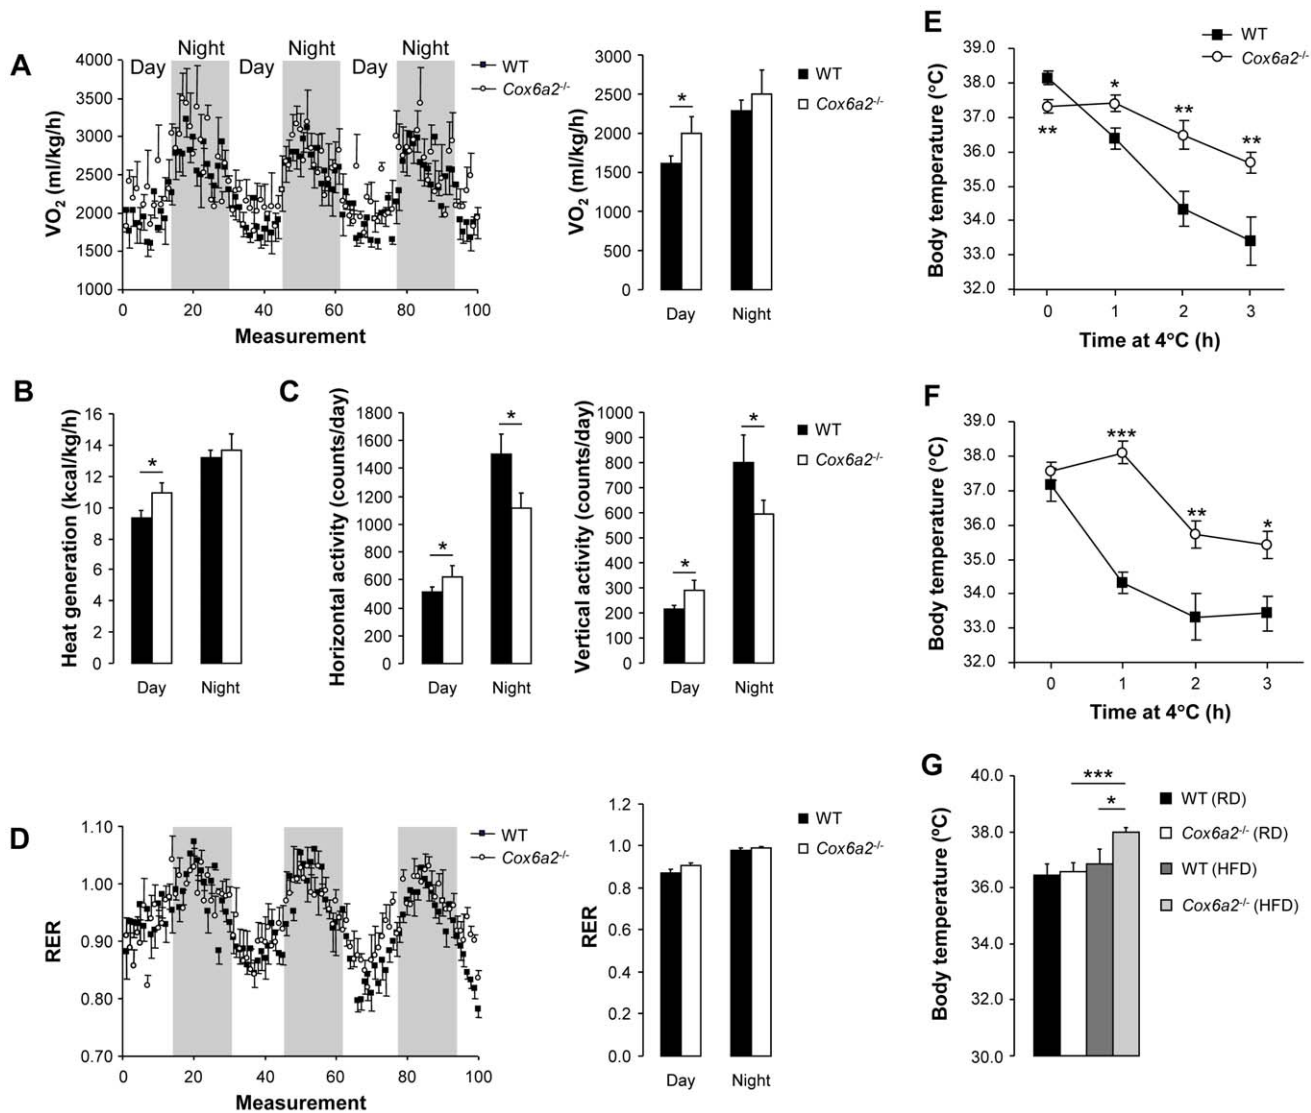 A
Day
Night
Day
Night
Day
Night
4000
3500
3000
2500
2000
1500
1000
VO2 (ml/kg/h)
0 20 40 60 80 100
Measurement
WT
Cox6a2-/-
3000
2500
2000
1500
1000
500
0
VO2 (ml/kg/h)
*
Day Night
WT
Cox6a2-/-
E
39.0
38.0
37.0
36.0
35.0
34.0
33.0
32.0
Body temperature (°C)
WT
Cox6a2-/-
**
*
**
**
0 1 2 3
Time at 4°C (h)
B
16
14
12
10
8
6
4
2
0
Heat generation (kcal/kg/h)
*
Day Night
C
1800
1600
1400
1200
1000
800
600
400
200
0
Horizontal activity (counts/day)
*
*
Day Night
1000
900
800
700
600
500
400
300
200
100
0
Vertical activity (counts/day)
*
*
Day Night
WT
Cox6a2-/-
F
39.0
38.0
37.0
36.0
35.0
34.0
33.0
32.0
Body temperature (°C)
***
**
*
0 1 2 3
Time at 4°C (h)
D
1.10
1.00
0.90
0.80
0.70
RER
0 20 40 60 80 100
Measurement
WT
Cox6a2-/-
1.2
1.0
0.8
0.6
0.4
0.2
0.0
RER
Day Night
WT
Cox6a2-/-
G
40.0
38.0
36.0
34.0
32.0
30.0
Body temperature (°C)
***
*
WT (RD)
Cox6a2-/- (RD)
WT (HFD)
Cox6a2-/- (HFD)